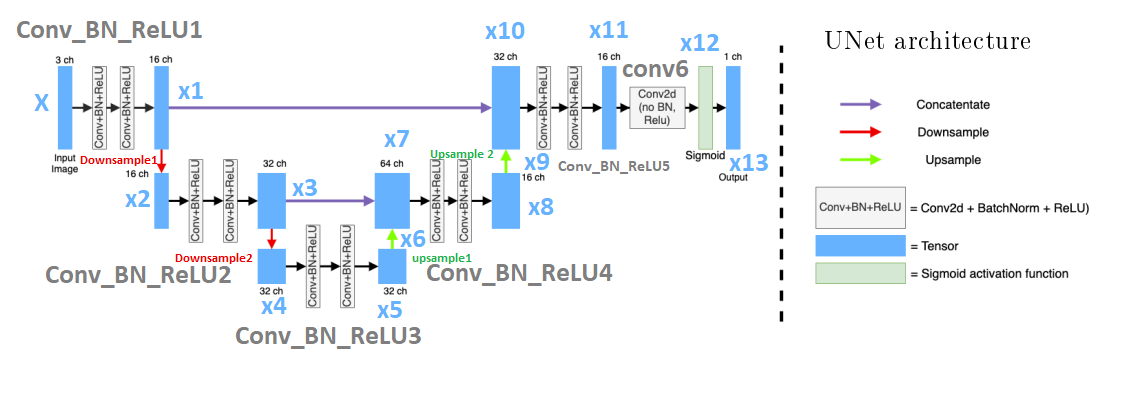 Conv_BN_ReLU1
x10
x11
x12
UNet architecture
3 ch
16 ch
32 ch
16 ch
conv6
1 ch
X
Conv+BN+ReLU
Conv+BN+ReLU
x1
Conv+BN+ReLU
Conv+BN+ReLU
Conv2d
(no BN,
Relu)
Concatentate
Input
Image
Downsample1
x7
Upsample 2
x9
Conv_BN_ReLU5
Sigmoid
x13
Output
Downsample
Upsample
16 ch
32 ch
64 ch
16 ch
x2
Conv+BN+ReLU
Conv+BN+ReLU
x3
Conv+BN+ReLU
Conv+BN+ReLU
x8
Conv+BN+ReLU
= Conv2d + BatchNorm + ReLU)
x6
= Tensor
Conv_BN_ReLU2
Downsample2
Conv+BN+ReLU
Conv+BN+ReLU
upsample1
Conv_BN_ReLU4
= Sigmoid activation function
32 ch
x4
32 ch
x5
Conv_BN_ReLU3